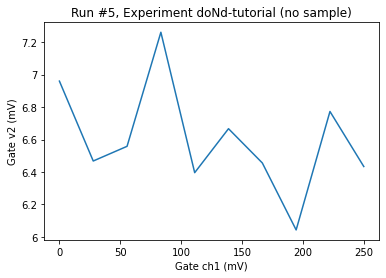 Run #5, Experiment doNd-tutorial (no sample)
Gate v2 (mV)
7.2
7
6.8
6.6
6.4
6.2
6
0 50 100 150 200 250
Gate ch1 (mV)